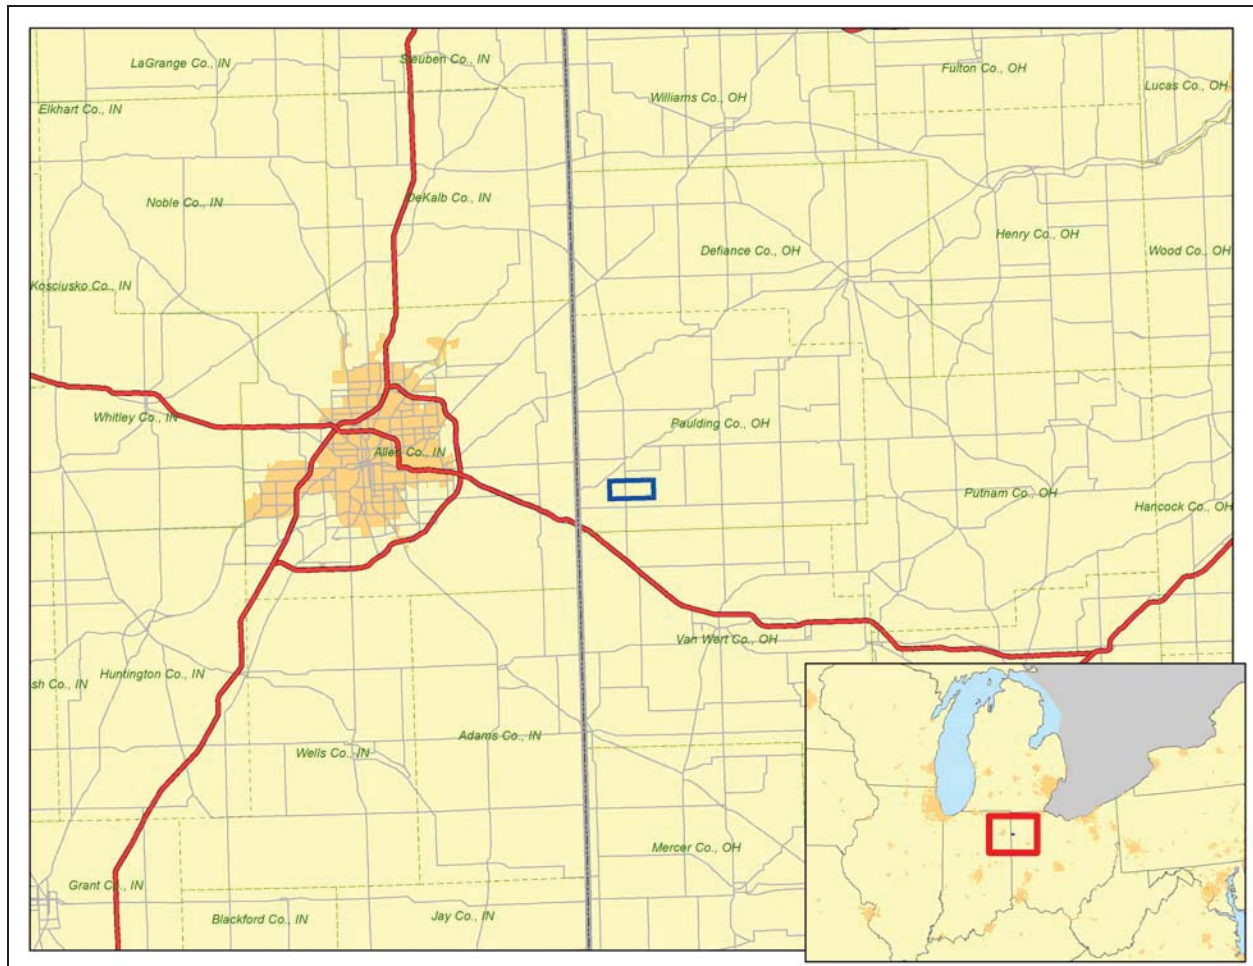 Steuben Co., IN
LaGrange Co., IN
Fulton Co., OH
Lucas Co., OH
Williams Co., OH
Elkhart Co., IN
DeKalb Co., IN
Noble Co., IN
Henry Co., OH
Defiance Co., OH
Wood Co., OH
Kosciusko Co., IN
Whitley Co., IN
Paulding Co., OH
Allen Co., IN
Putnam Co., OH
Hancock Co., OH
Van Wert Co., OH
Huntington Co., IN
sh Co., IN
Adams Co., IN
Wells Co., IN
Mercer Co., OH
Grant Co., IN
Jay Co., IN
Blackford Co., IN